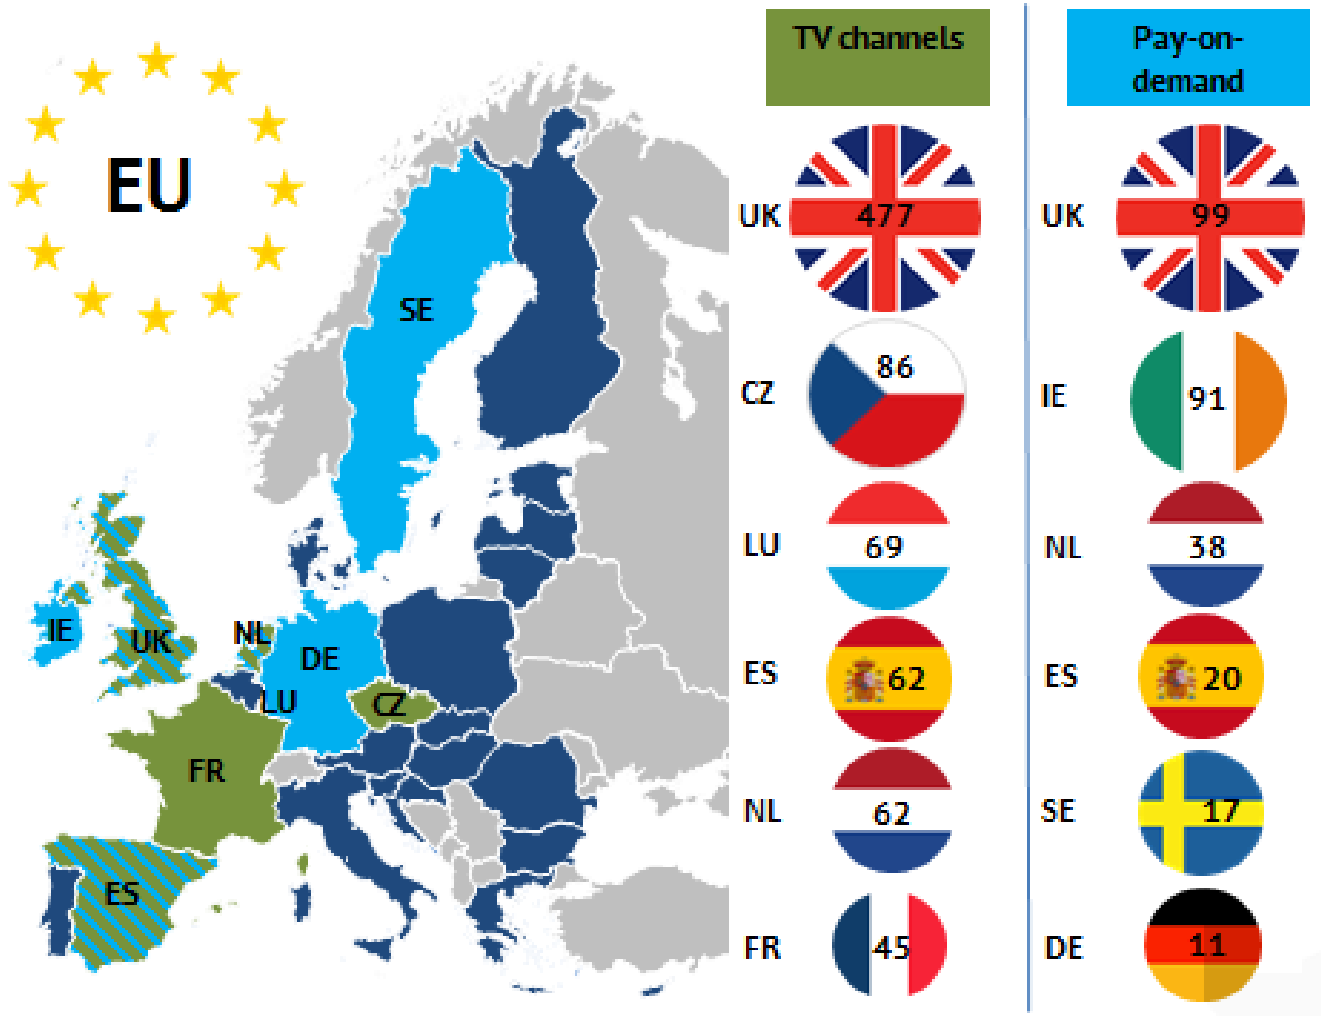 EU
SE
IE
UK
NL
DE
LU
CZ
FR
ES
TV channels
UK
477
CZ
86
LU
69
ES
62
NL
62
FR
45
Pay-on-
demand
UK
99
IE
91
NL
38
ES
20
SE
17
DE
11